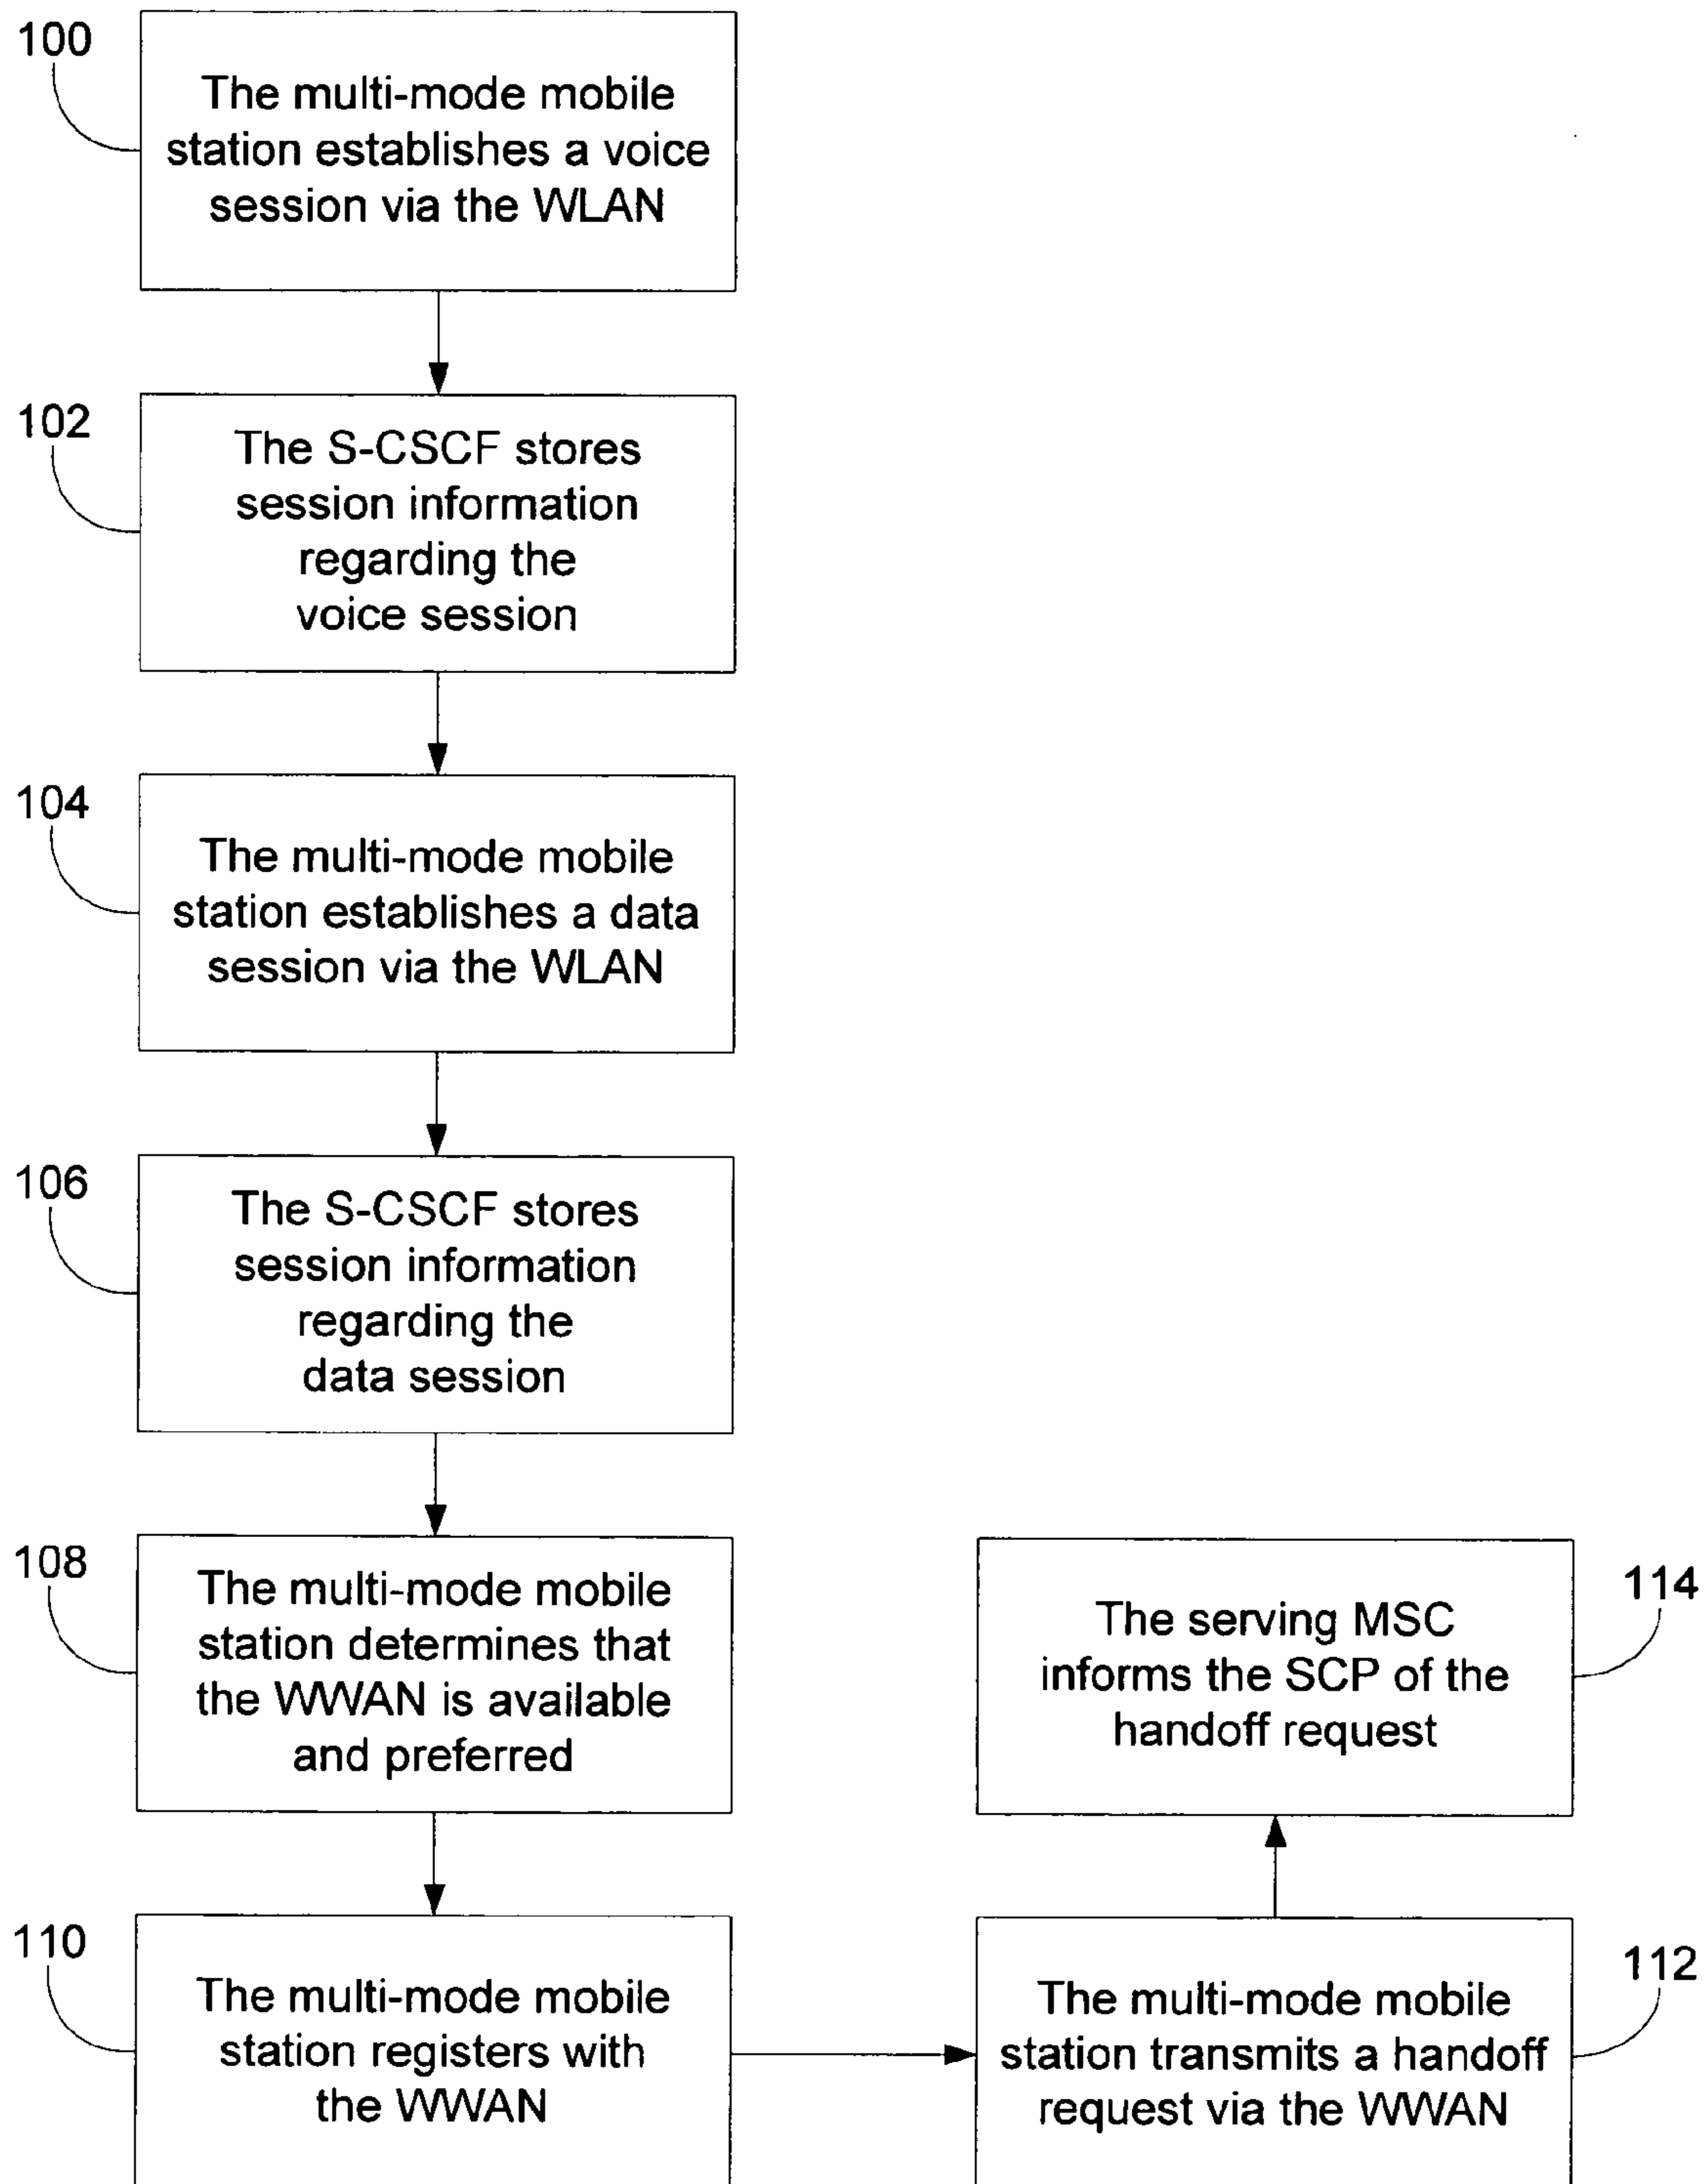 100
The multi-mode mobile
station establishes a voice
session via the WLAN
102
The S-CSCF stores
session information
regarding the
voice session
104
The multi-mode mobile
station establishes a data
session via the WLAN
106
The S-CSCF stores
session information
regarding the
data session
108
The multi-mode mobile
station determines that
the WWAN is available
and preferred
110
The multi-mode mobile
station registers with
the WWAN
112
The multi-mode mobile
station transmits a handoff
request via the WWAN
114
The serving MSC
informs the SCP of the
handoff request